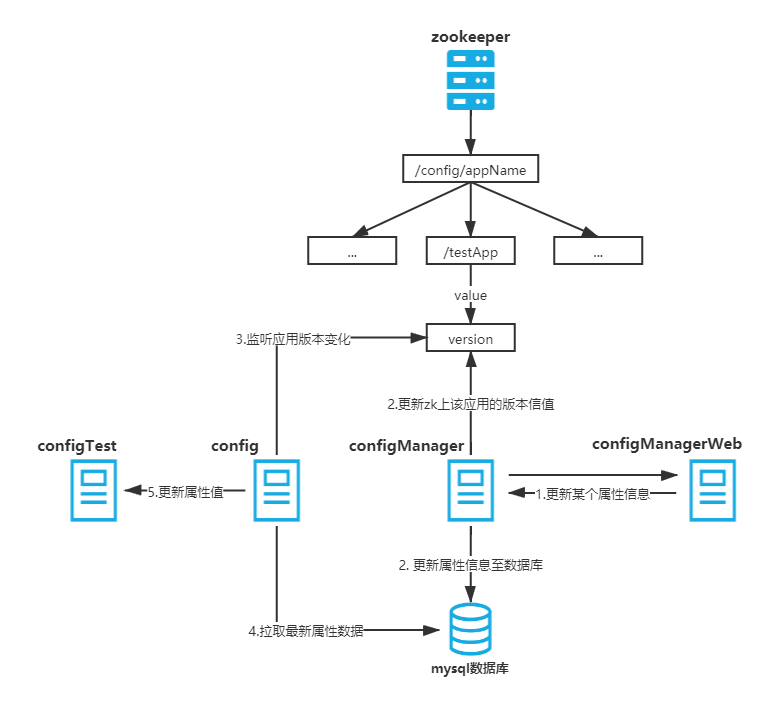 zookeeper
/config/appName
...
/testApp
...
value
3.监听应用版本变化
version
2.更新zk上该应用的版本信值
configTest
config
configManager
configManagerWeb
5.更新属性值
1.更新某个属性信息
2. 更新属性信息至数据库
4.拉取最新属性数据
mysql数据库